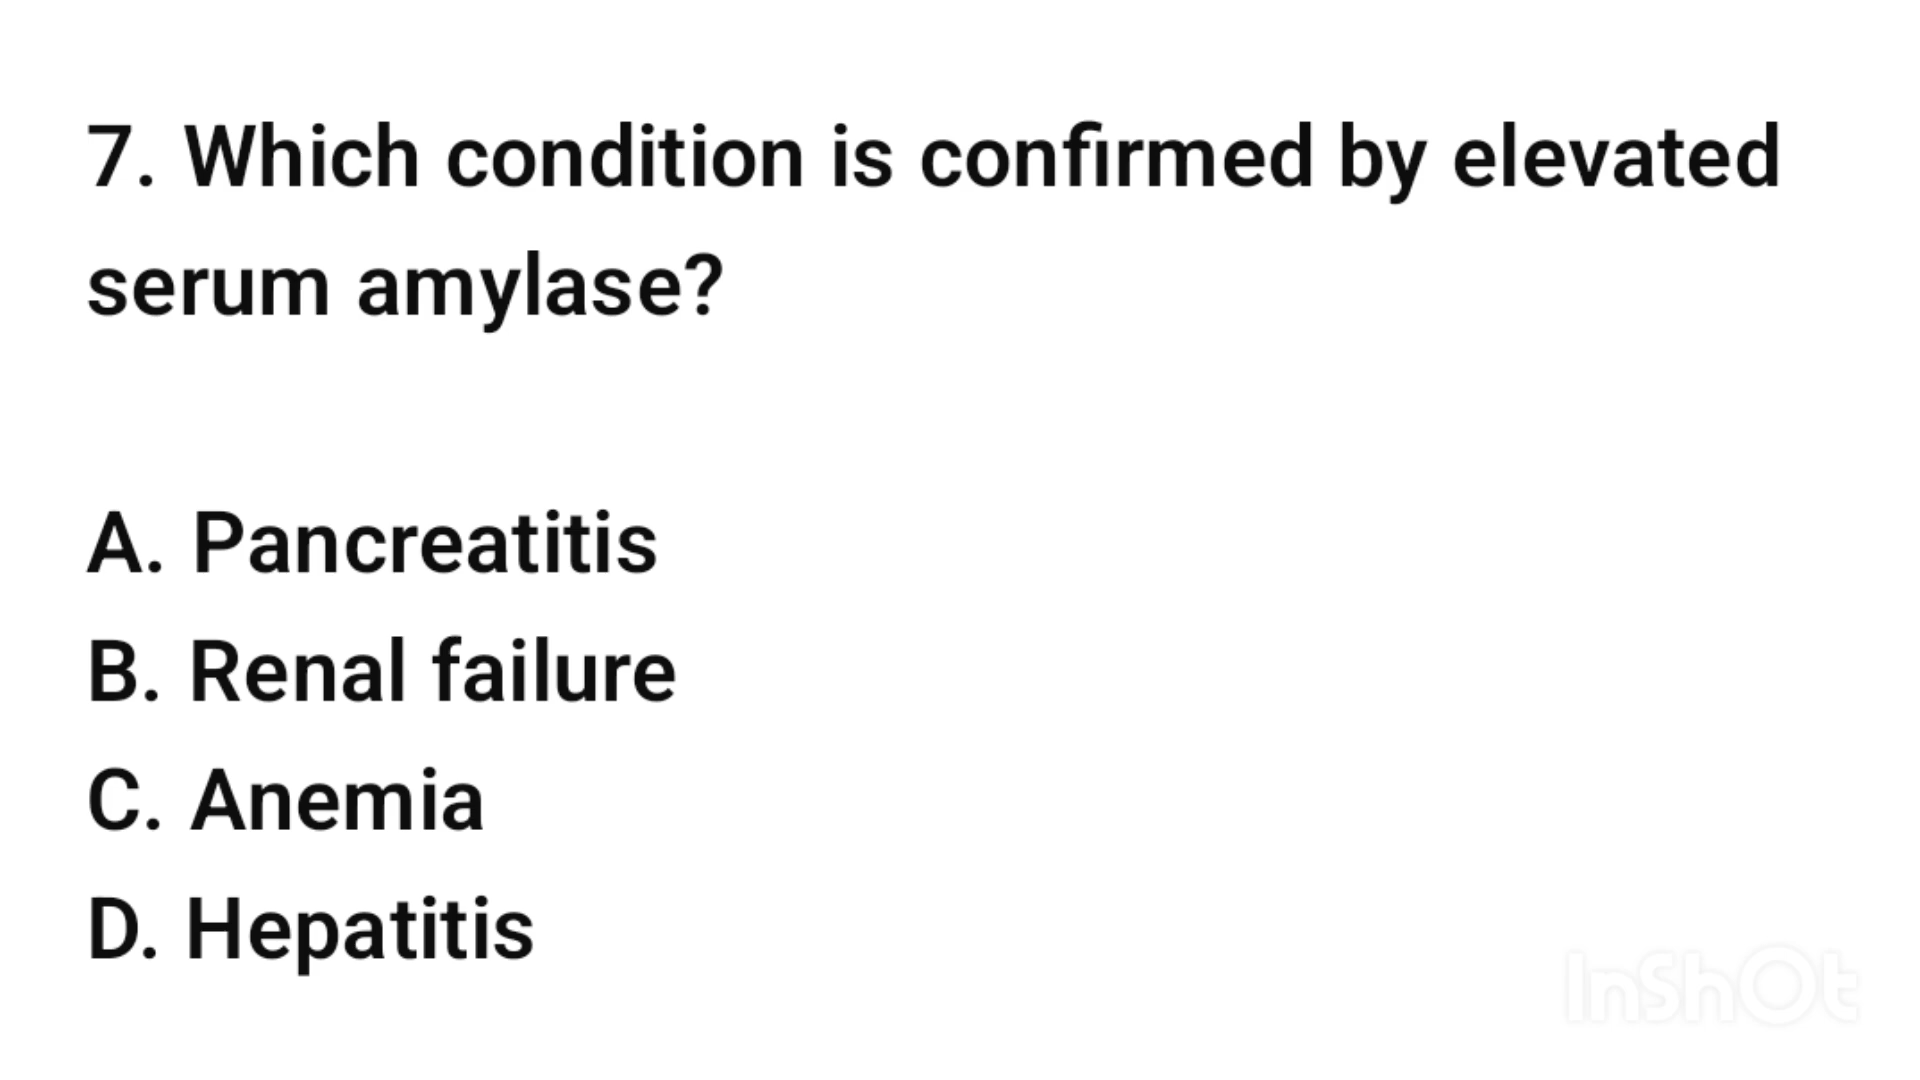 7. Which condition is confirmed by elevated
serum amylase?
A. Pancreatitis
B. Renal failure
C. Anemia
D. Hepatitis
InShOt